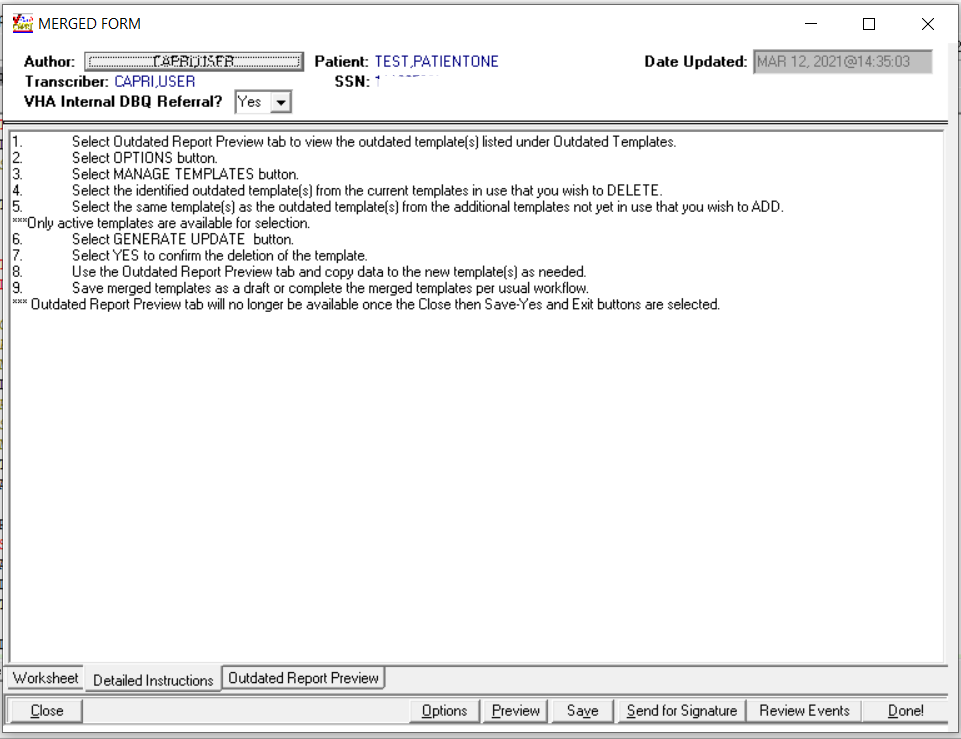 MERGED FORM
Author: CAPRI,USER Patient: TEST,PATIENTONE Date Updated: MAR 12, 2021@14:35:03
Transcriber: CAPRI,USER SSN:
VHA Internal DBQ Referral? Yes
1. Select Outdated Report Preview tab to view the outdated template(s) listed under Outdated Templates.
2. Select OPTIONS button.
3. Select MANAGE TEMPLATES button.
4. Select the identified outdated template(s) from the current templates in use that you wish to DELETE.
5. Select the same template(s) as the outdated template(s) from the additional templates not yet in use that you wish to ADD.
***Only active templates are available for selection.
6. Select GENERATE UPDATE  button.
7. Select YES to confirm the deletion of the template.
8. Use the Outdated Report Preview tab and copy data to the new template(s) as needed.
9. Save merged templates as a draft or complete the merged templates per usual workflow.
*** Outdated Report Preview tab will no longer be available once the Close then Save-Yes and Exit buttons are selected.
Worksheet Detailed Instructions Outdated Report Preview
Close Options Preview Save Send for Signature Review Events Done!